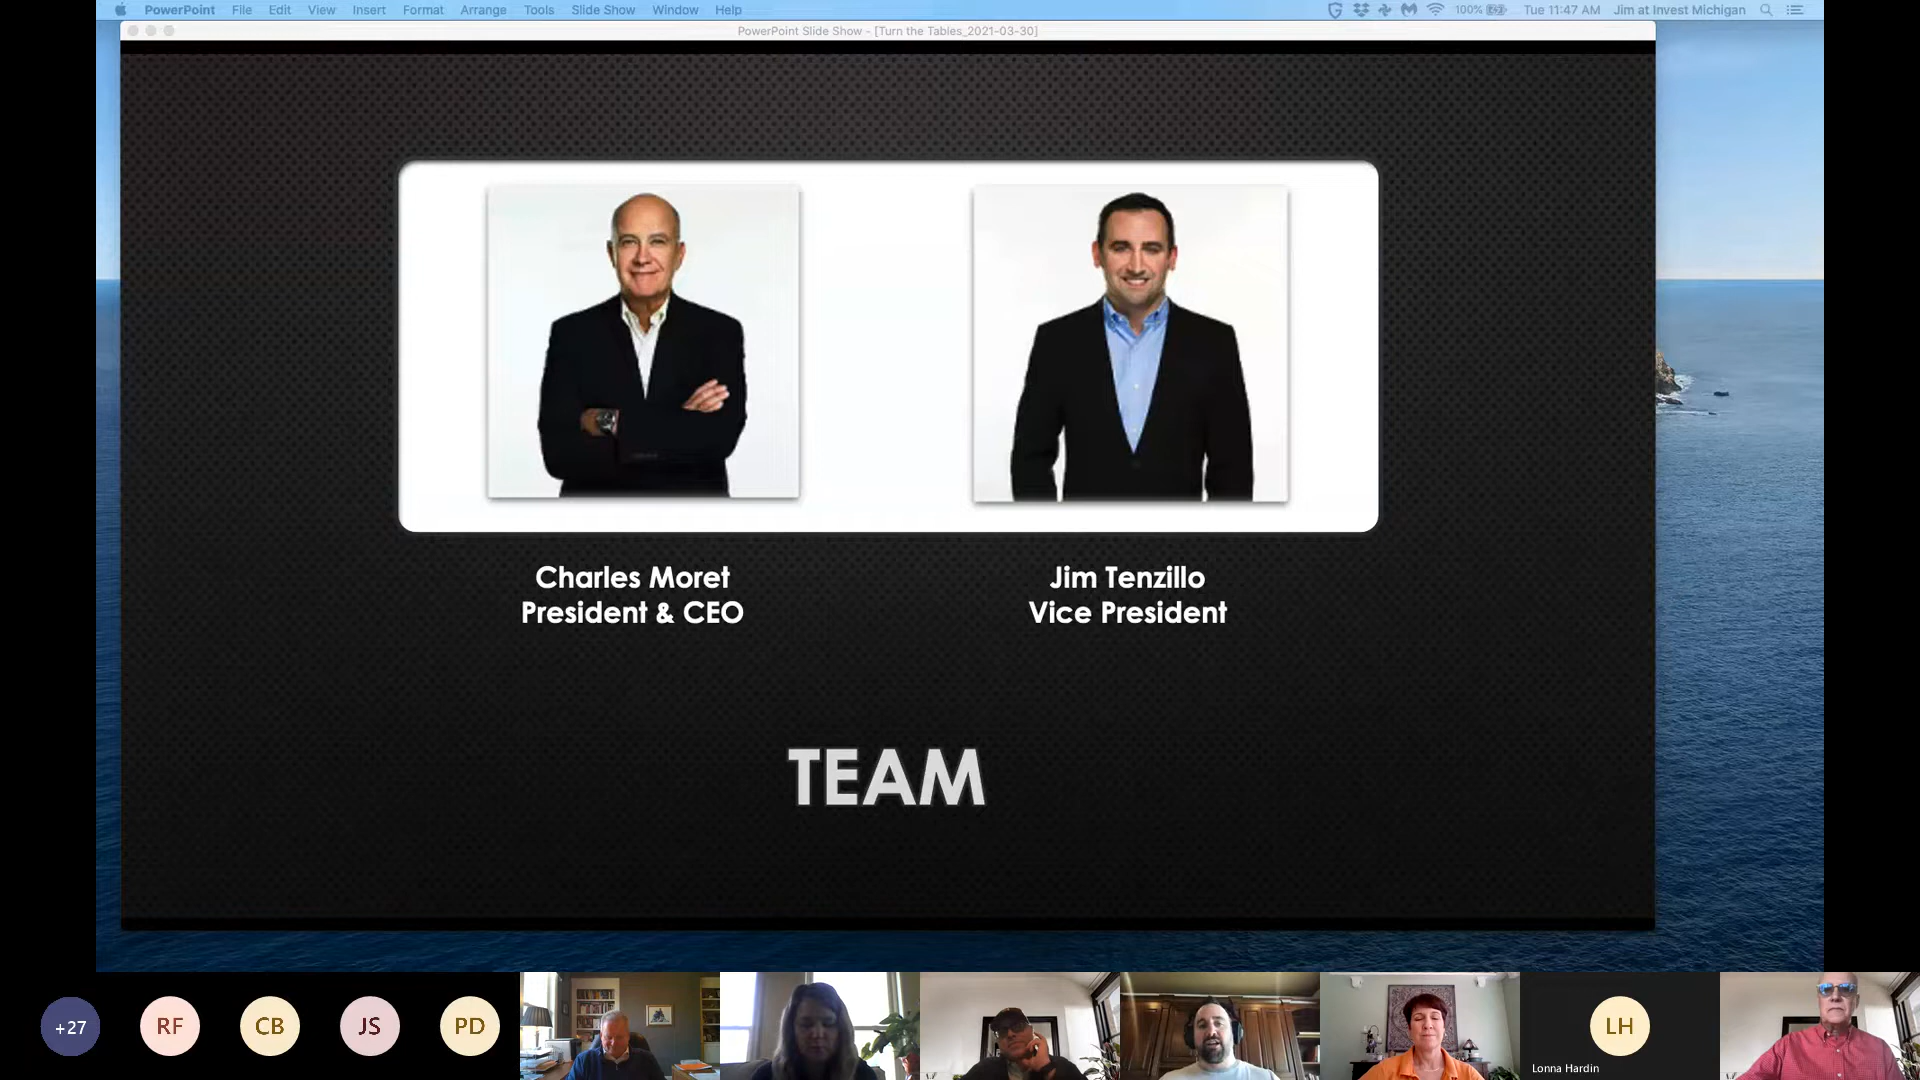 PowerPoint File Edit View Insert Format Arrange Tools Slide Show Window Help 100% Tue 11:47 AM Jim at Invest Michigan
PowerPoint Slide Show - [Turn the Tables_2021-03-30]
Charles Moret
President & CEO
Jim Tenzillo
Vice President
TEAM
+27 RF CB JS PD LH
Lonna Hardin